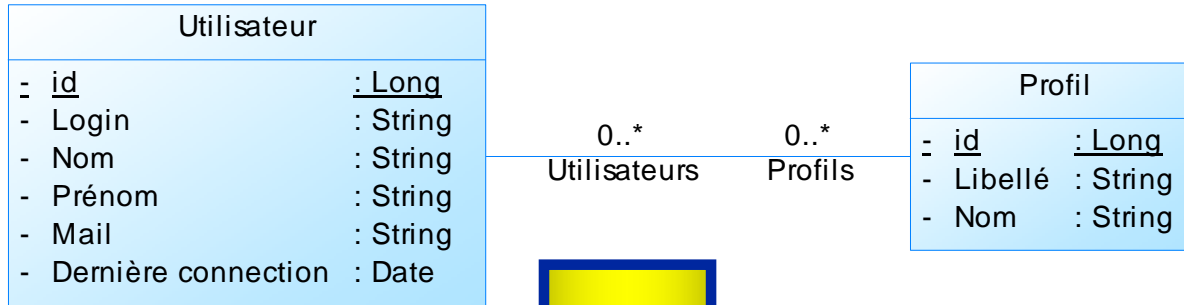 Utilisateur
- id : Long
- Login : String
- Nom : String
- Prénom : String
- Mail : String
- Dernière connection : Date
0..* 0..*
Utilisateurs Profils
Profil
- id : Long
- Libellé : String
- Nom : String